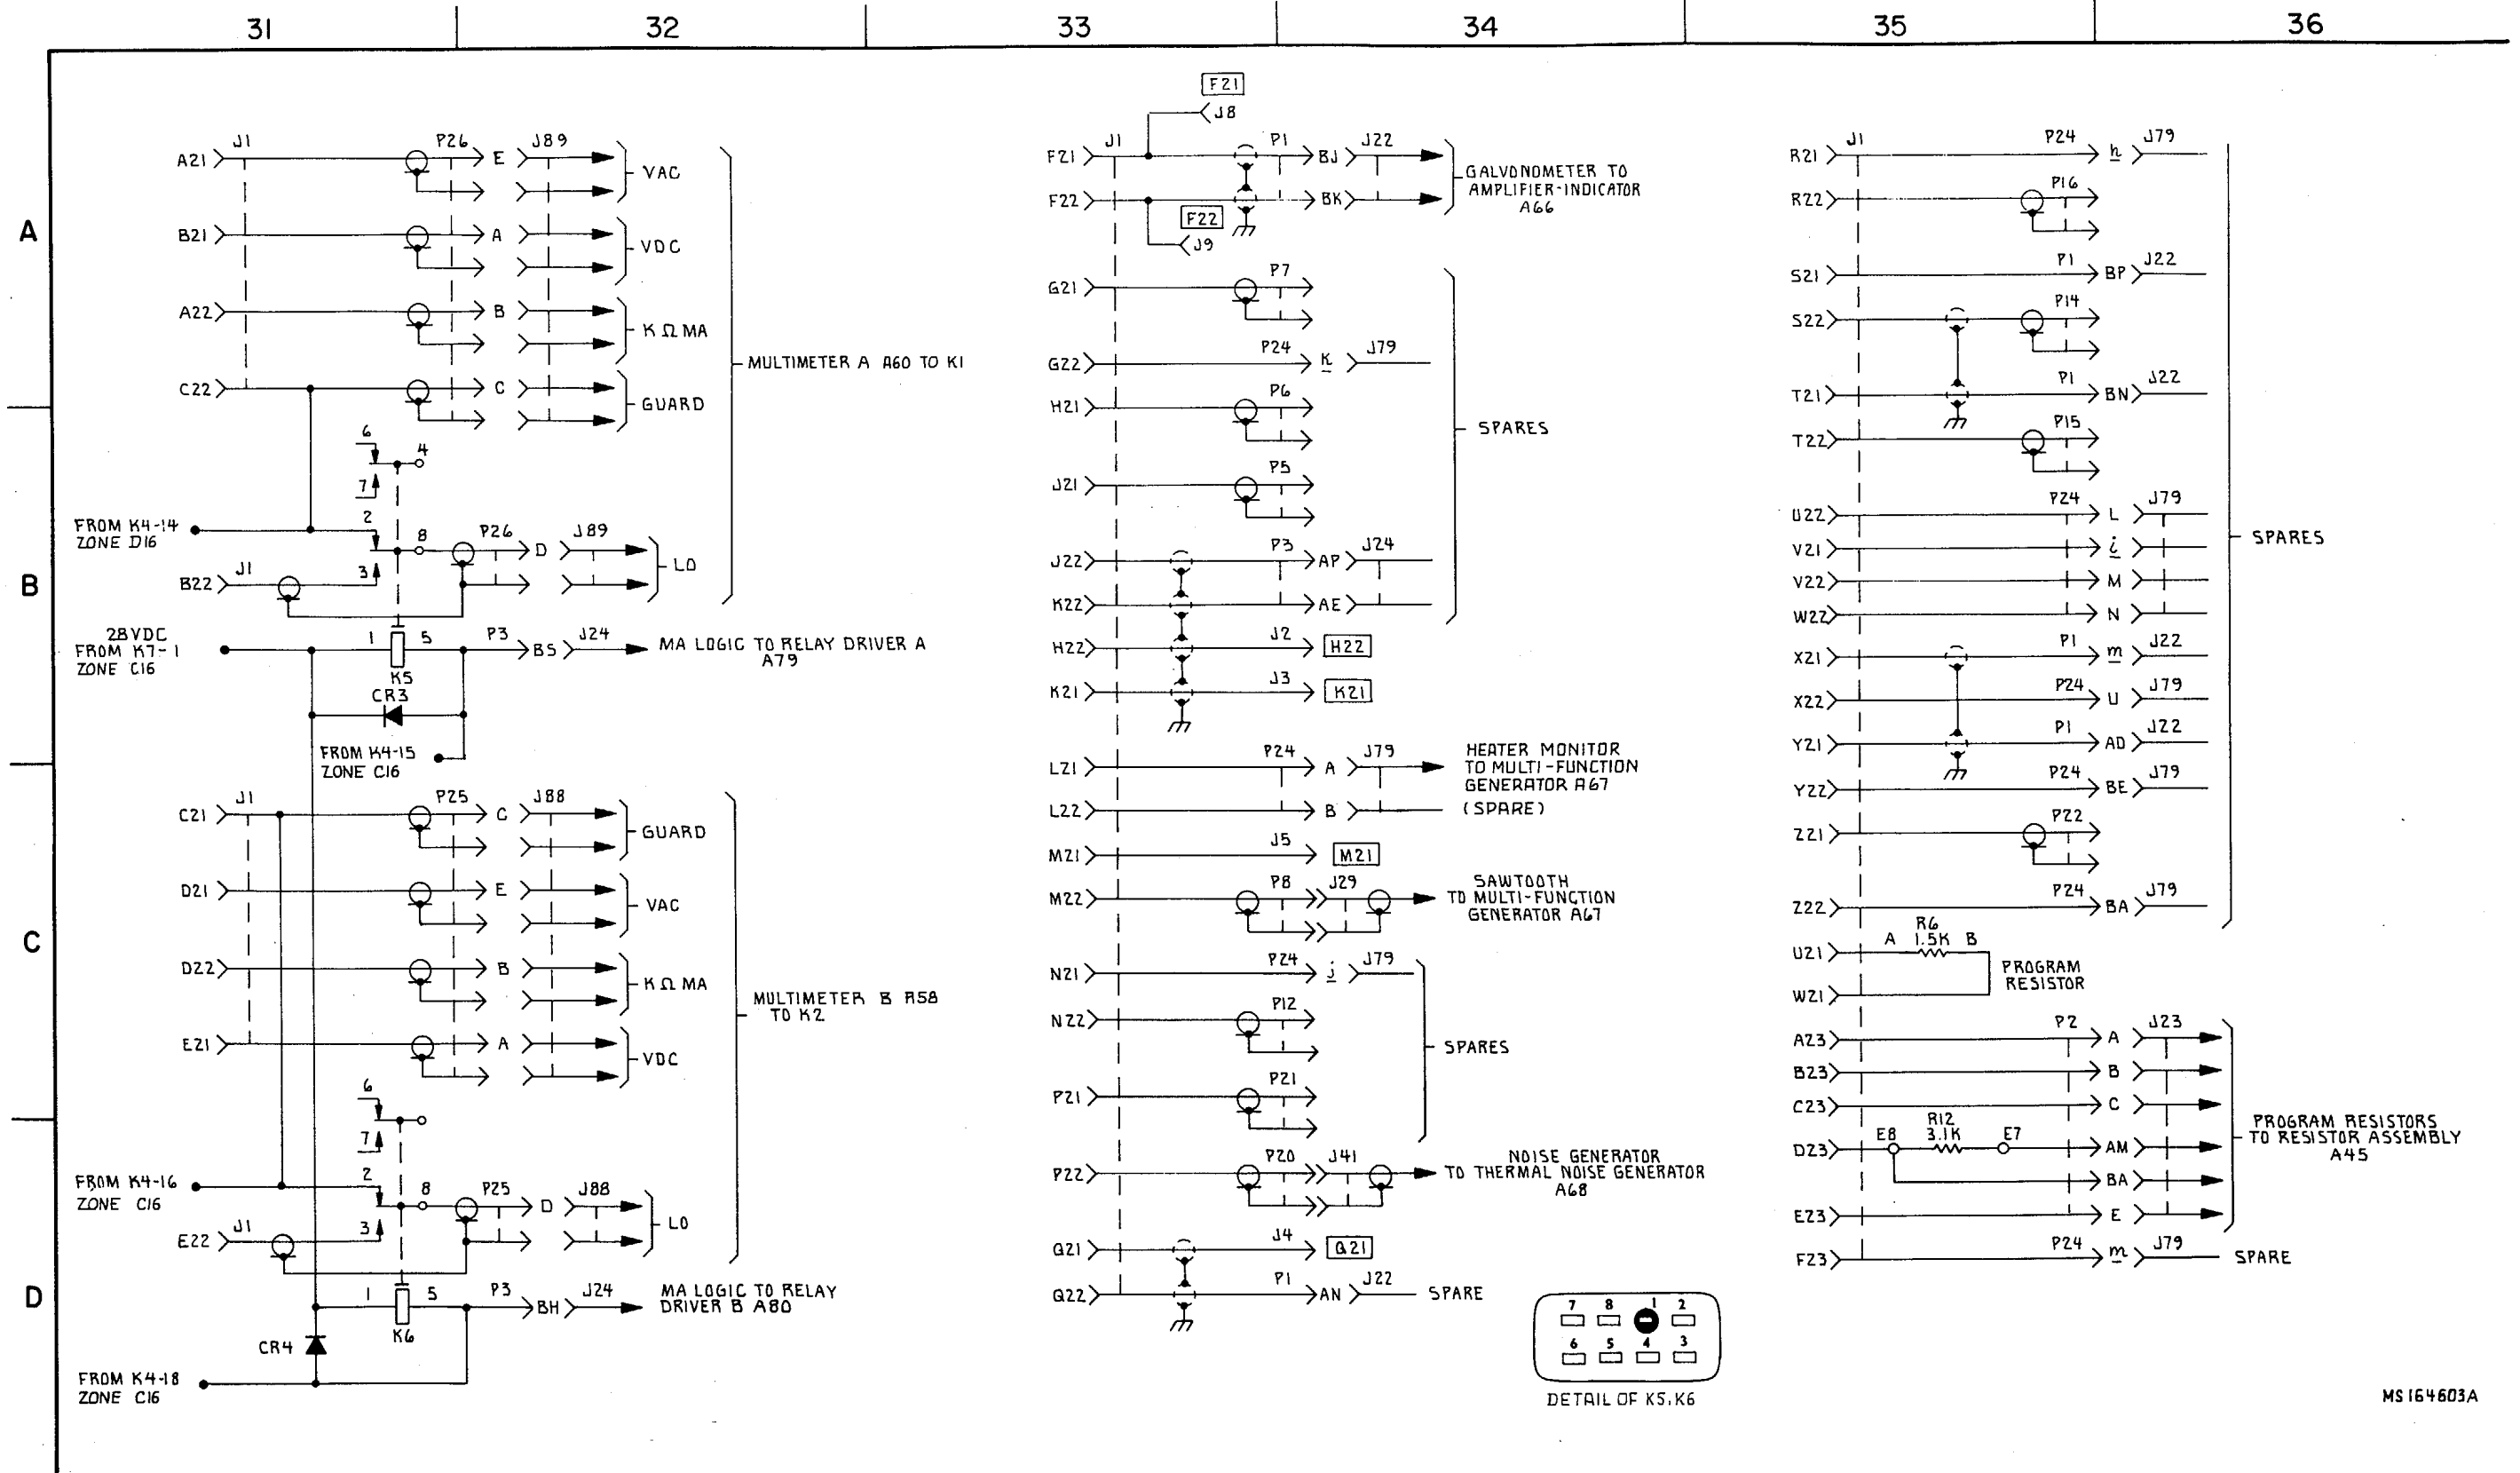 31 32 33 34 35 36
A
B
C
D
J1 P26 J89
A21 E VAC
B21 A VDC
A22 B KΩMA
C22 C GUARD
MULTIMETER A A60 TO K1
6 4
7
FROM K4-14
ZONE D16
2 8 P26 D J89 LO
B22 J1 3
28VDC
FROM K7-1
ZONE C16
1 5 P3 BS J24
K5
MA LOGIC TO RELAY DRIVER A
A79
CR3
FROM K4-15
ZONE C16
J1 P25 J88
C21 C GUARD
D21 E VAC
D22 B KΩMA
E21 A VDC
MULTIMETER B A58
TO K2
6
7
FROM K4-16
ZONE C16
2 8 P25 D J88 LO
E22 J1 3
1 5 P3 BH J24
K6
MA LOGIC TO RELAY
DRIVER B A80
CR4
FROM K4-18
ZONE C16
F21
J8
F21 J1 P1 BJ J22
F22 BK
F22
J9
GALVONOMETER TO
AMPLIFIER-INDICATOR
A66
G21 P7
G22 P24 k J79
H21 P6
J21 P5
J22 P3 AP J24
K22 AE
SPARES
H22 J2 H22
K21 J3 K21
L21 P24 A J79
HEATER MONITOR
TO MULTI-FUNCTION
GENERATOR A67
L22 B (SPARE)
M21 J5 M21
M22 P8 J29
SAWTOOTH
TO MULTI-FUNCTION
GENERATOR A67
N21 P24 j J79
N22 P12
P21 P21
SPARES
P22 P20 J41
NOISE GENERATOR
TO THERMAL NOISE GENERATOR
A68
Q21 J4 Q21
Q22 P1 AN J22 SPARE
R21 J1 P24 h J79
R22 P16
S21 P1 BP J22
S22 P14
T21 P1 BN J22
T22 P15
U22 P24 L J79
V21 i
V22 M
W22 N
X21 P1 m J22
X22 P24 U J79
Y21 P1 AD J22
Y22 P24 BE J79
Z21 P22
Z22 P24 BA J79
SPARES
R6
U21 A 1.5K B
W21
PROGRAM
RESISTOR
A23 P2 A J23
B23 B
C23 C
R12
D23 E8 3.1K E7 AM
BA
E23 E
PROGRAM RESISTORS
TO RESISTOR ASSEMBLY
A45
F23 P24 m J79 SPARE
7 8 1 2
6 5 4 3
DETAIL OF K5,K6
MS164603A